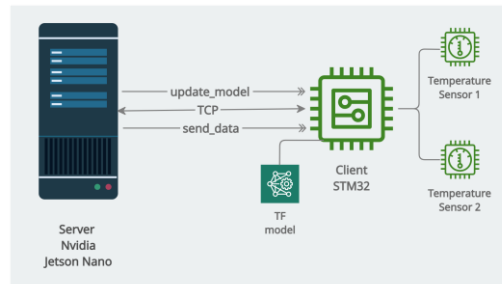 update_model
TCP
send_data
Server
Nvidia
Jetson Nano
TF
model
Client
STM32
Temperature
Sensor 1
Temperature
Sensor 2